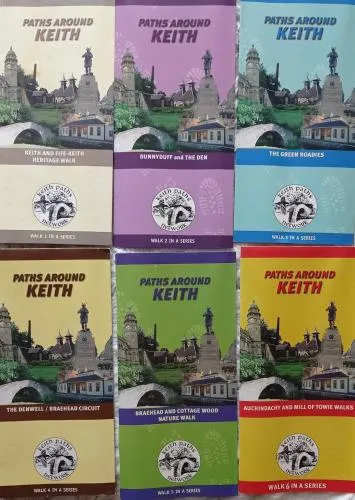 PATHS AROUND
KEITH
KEITH AND FIFE-KEITH
HERITAGE WALK
keith paths
NETWORK
WALK 1 IN A SERIES
PATHS AROUND
KEITH
DUNNYDUFF and THE DEN
keith paths
NETWORK
WALK 2 IN A SERIES
PATHS AROUND
KEITH
THE GREEN ROADIES
keith paths
NETWORK
WALK 3 IN A SERIES
PATHS AROUND
KEITH
THE DENWELL / BRAEHEAD CIRCUIT
keith paths
NETWORK
WALK 4 IN A SERIES
PATHS AROUND
KEITH
BRAEHEAD AND COTTAGE WOOD
NATURE WALK
keith paths
NETWORK
WALK 5 IN A SERIES
PATHS AROUND
KEITH
AUCHINDACHY AND MILL OF TOWIE WALKS
keith paths
NETWORK
WALK 6 IN A SERIES